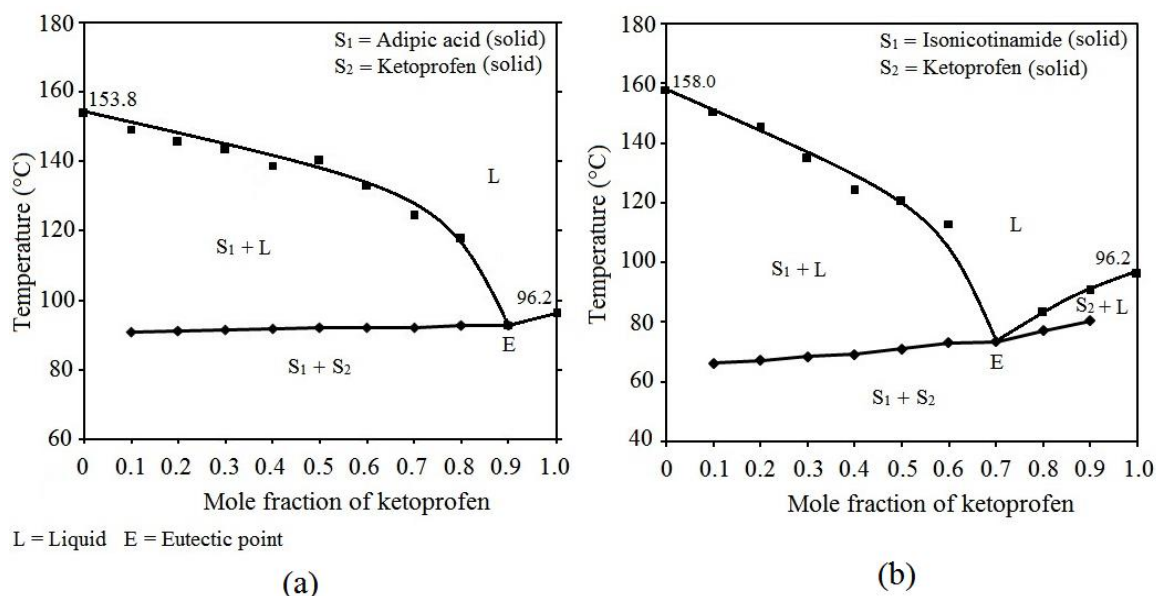 180
160
140
120
100
80
60
Temperature (°C)
S₁ = Adipic acid (solid)
S₂ = Ketoprofen (solid)
153.8
L
S₁ + L
96.2
E
S₁ + S₂
0 0.1 0.2 0.3 0.4 0.5 0.6 0.7 0.8 0.9 1.0
Mole fraction of ketoprofen
L = Liquid E = Eutectic point
(a)
180
160
140
120
100
80
60
40
Temperature (°C)
S₁ = Isonicotinamide (solid)
S₂ = Ketoprofen (solid)
158.0
L
S₁ + L
96.2
S₂ + L
E
S₁ + S₂
0 0.1 0.2 0.3 0.4 0.5 0.6 0.7 0.8 0.9 1.0
Mole fraction of ketoprofen
(b)